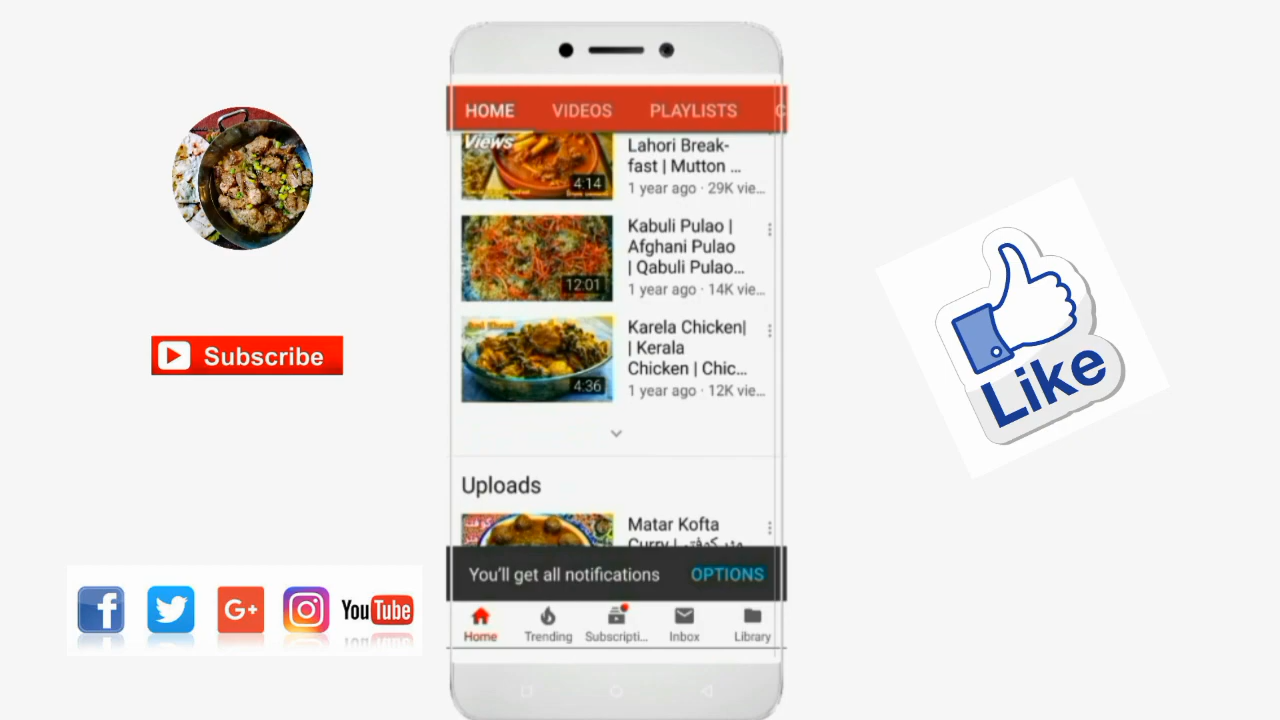 HOME VIDEOS PLAYLISTS
Views
4:14
Lahori Break-
fast | Mutton ...
1 year ago · 29K vie...
12:01
Kabuli Pulao |
Afghani Pulao
| Qabuli Pulao...
1 year ago · 14K vie...
4:36
Karela Chicken|
| Kerala
Chicken | Chic...
1 year ago · 12K vie...
Uploads
Matar Kofta
Curry |
You'll get all notifications OPTIONS
Home Trending Subscripti... Inbox Library
Subscribe
f G+ YouTube
Like